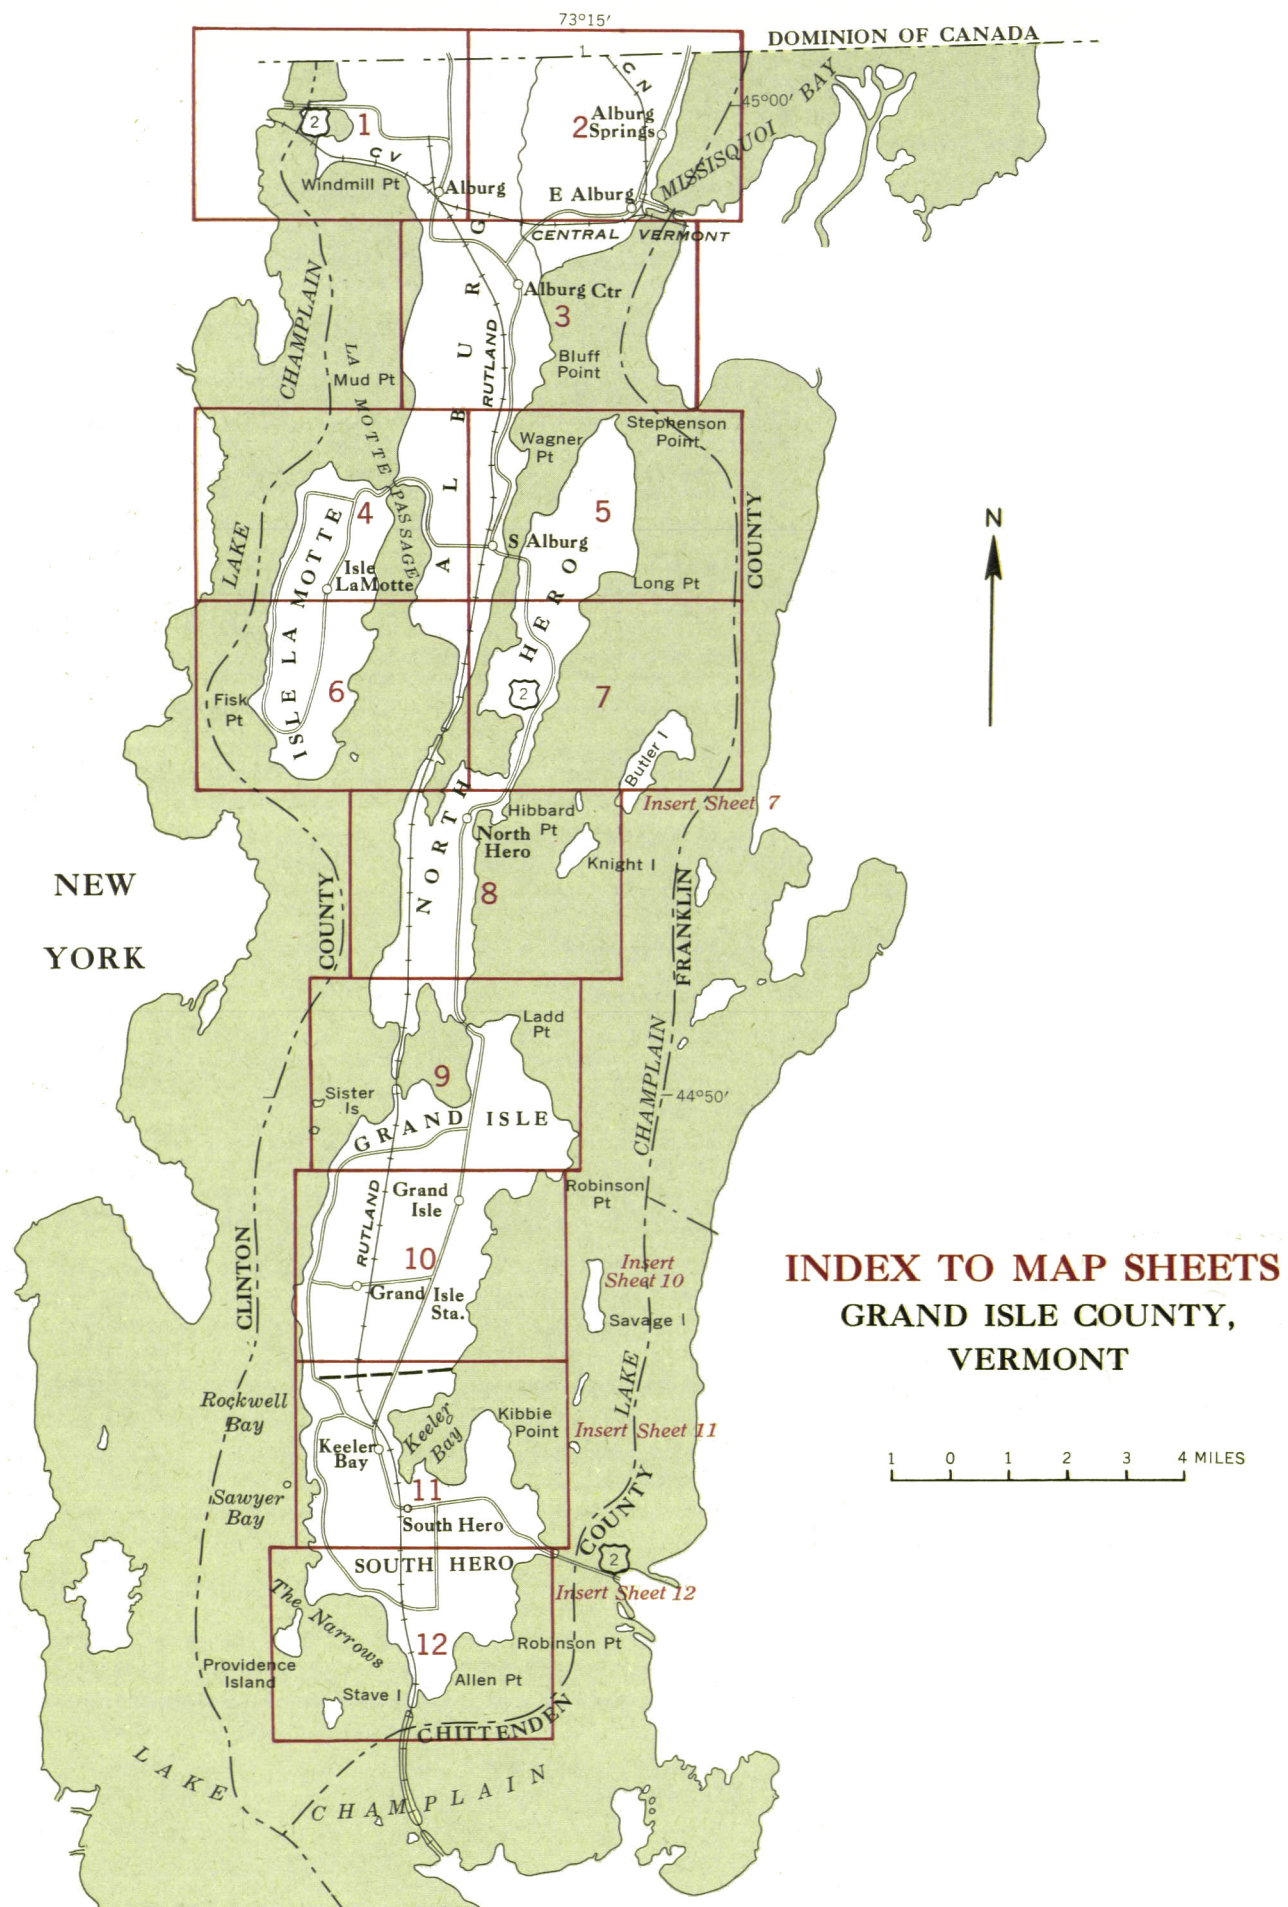 73°15'
DOMINION OF CANADA
1
C N
45°00'
MISSISQUOI BAY
Alburg
Springs
2
2
1
C V
Windmill Pt
Alburg
E Alburg
CENTRAL VERMONT
Alburg Ctr
3
CHAMPLAIN
RUTLAND
Bluff
Point
LA MOTTE PASSAGE
Mud Pt
ALBURG
Stephenson
Point
Wagner
Pt
4
5
COUNTY
N
LAKE
S Alburg
Isle
LaMotte
Long Pt
ISLE LA MOTTE
6
2
7
Fisk
Pt
Butler I
Insert Sheet 7
Hibbard
Pt
North
Hero
Knight I
NORTH HERO
8
NEW
YORK
COUNTY
FRANKLIN
Ladd
Pt
9
Sister
Is
44°50'
CHAMPLAIN
GRAND ISLE
Robinson
Pt
Grand
Isle
RUTLAND
10
Insert
Sheet 10
CLINTON
Grand Isle
Sta.
Savage I
INDEX TO MAP SHEETS
GRAND ISLE COUNTY,
VERMONT
LAKE
Rockwell
Bay
Keeler
Bay
Kibbie
Point
Insert Sheet 11
Keeler
Bay
1 0 1 2 3 4 MILES
11
Sawyer
Bay
South Hero
COUNTY
SOUTH HERO
2
Insert Sheet 12
The Narrows
12
Robinson Pt
Providence
Island
Allen Pt
Stave I
CHITTENDEN
LAKE CHAMPLAIN